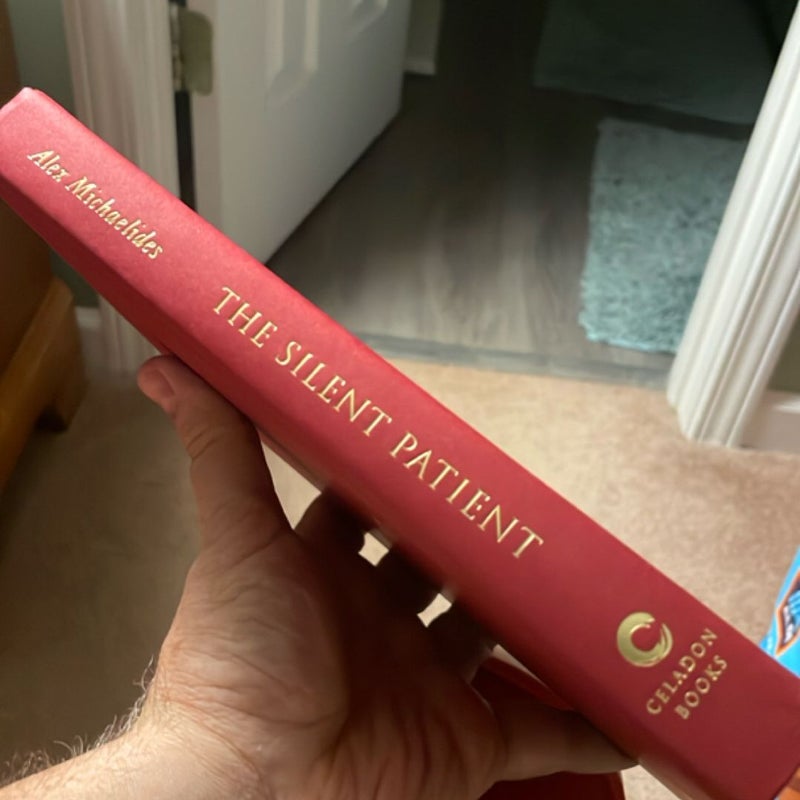 Alex Michaelides
THE SILENT PATIENT
CELADON
BOOKS